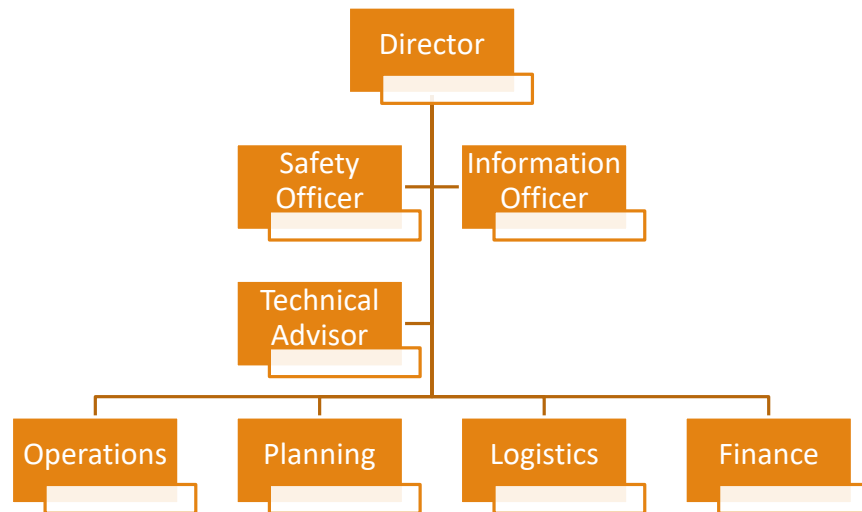 Director
Safety
Officer
Information
Officer
Technical
Advisor
Operations
Planning
Logistics
Finance